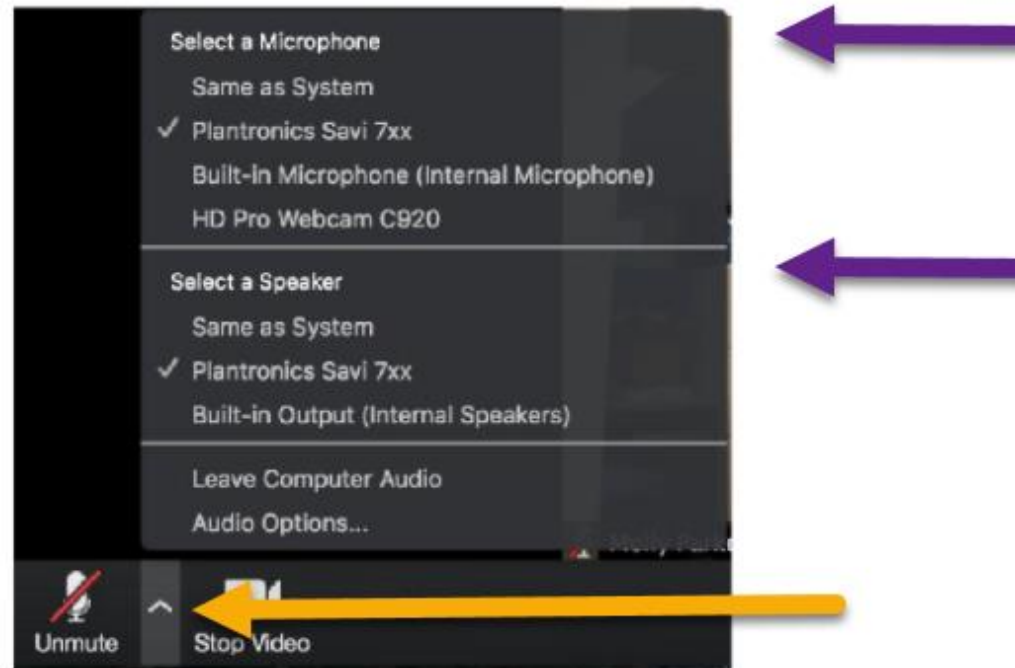 Select a Microphone
Same as System
✓ Plantronics Savi 7xx
Built-in Microphone (Internal Microphone)
HD Pro Webcam C920
Select a Speaker
Same as System
✓ Plantronics Savi 7xx
Built-in Output (Internal Speakers)
Leave Computer Audio
Audio Options...
Molly Park
Unmute
Stop Video